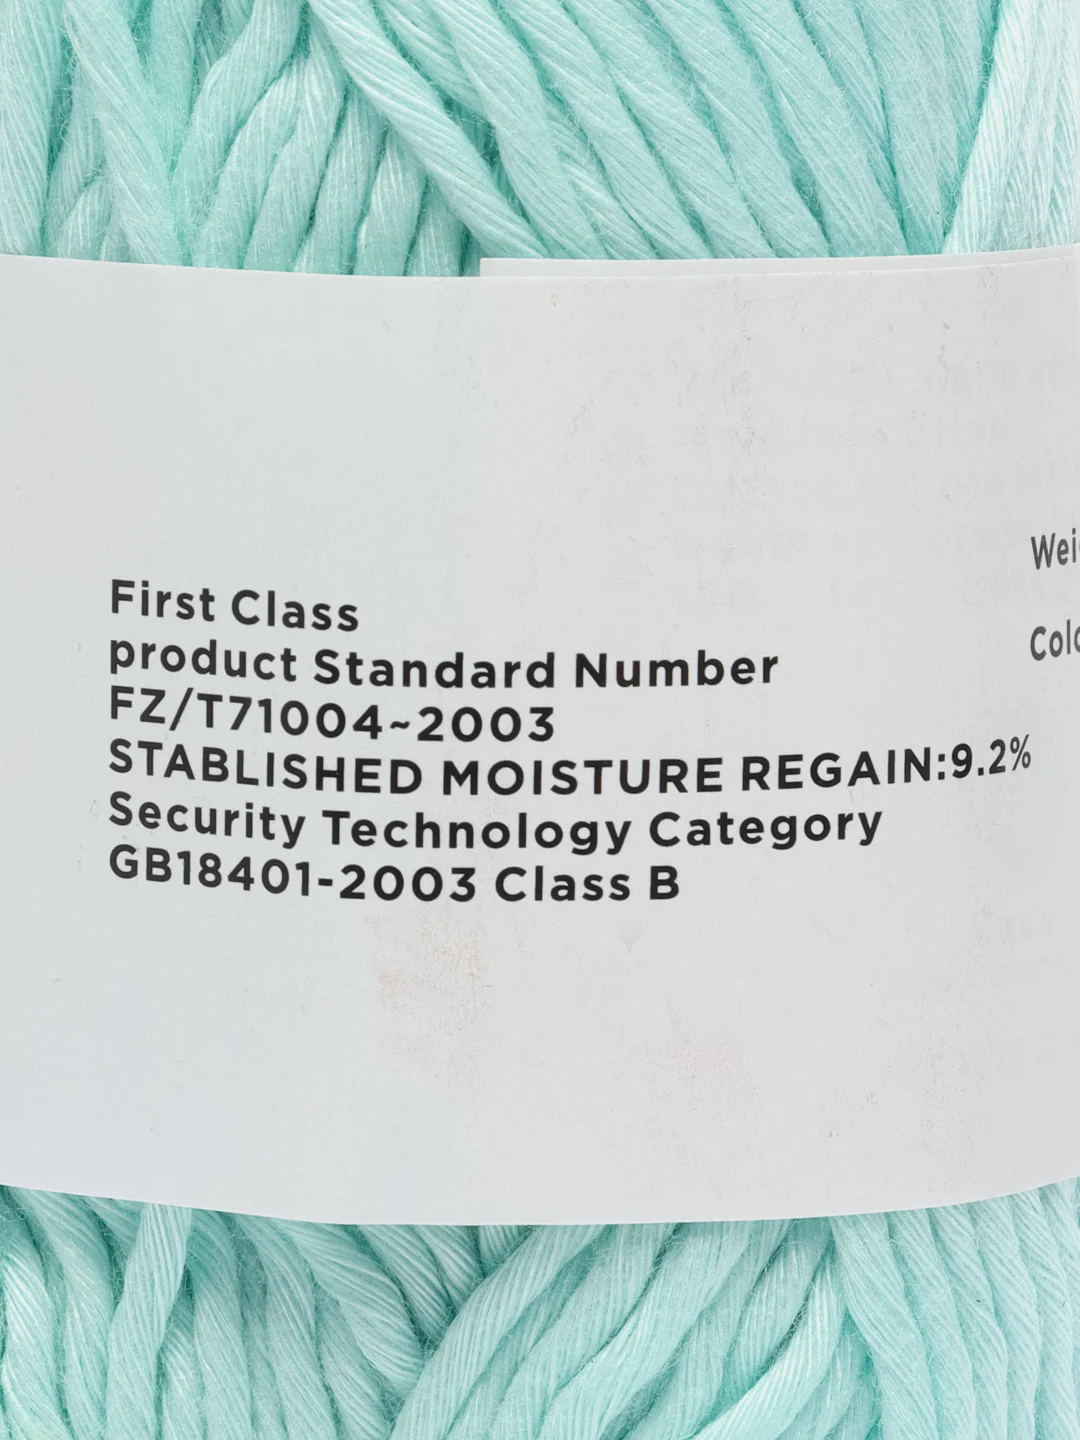 First Class
product Standard Number
FZ/T71004~2003
STABLISHED MOISTURE REGAIN:9.2%
Security Technology Category
GB18401-2003 Class B